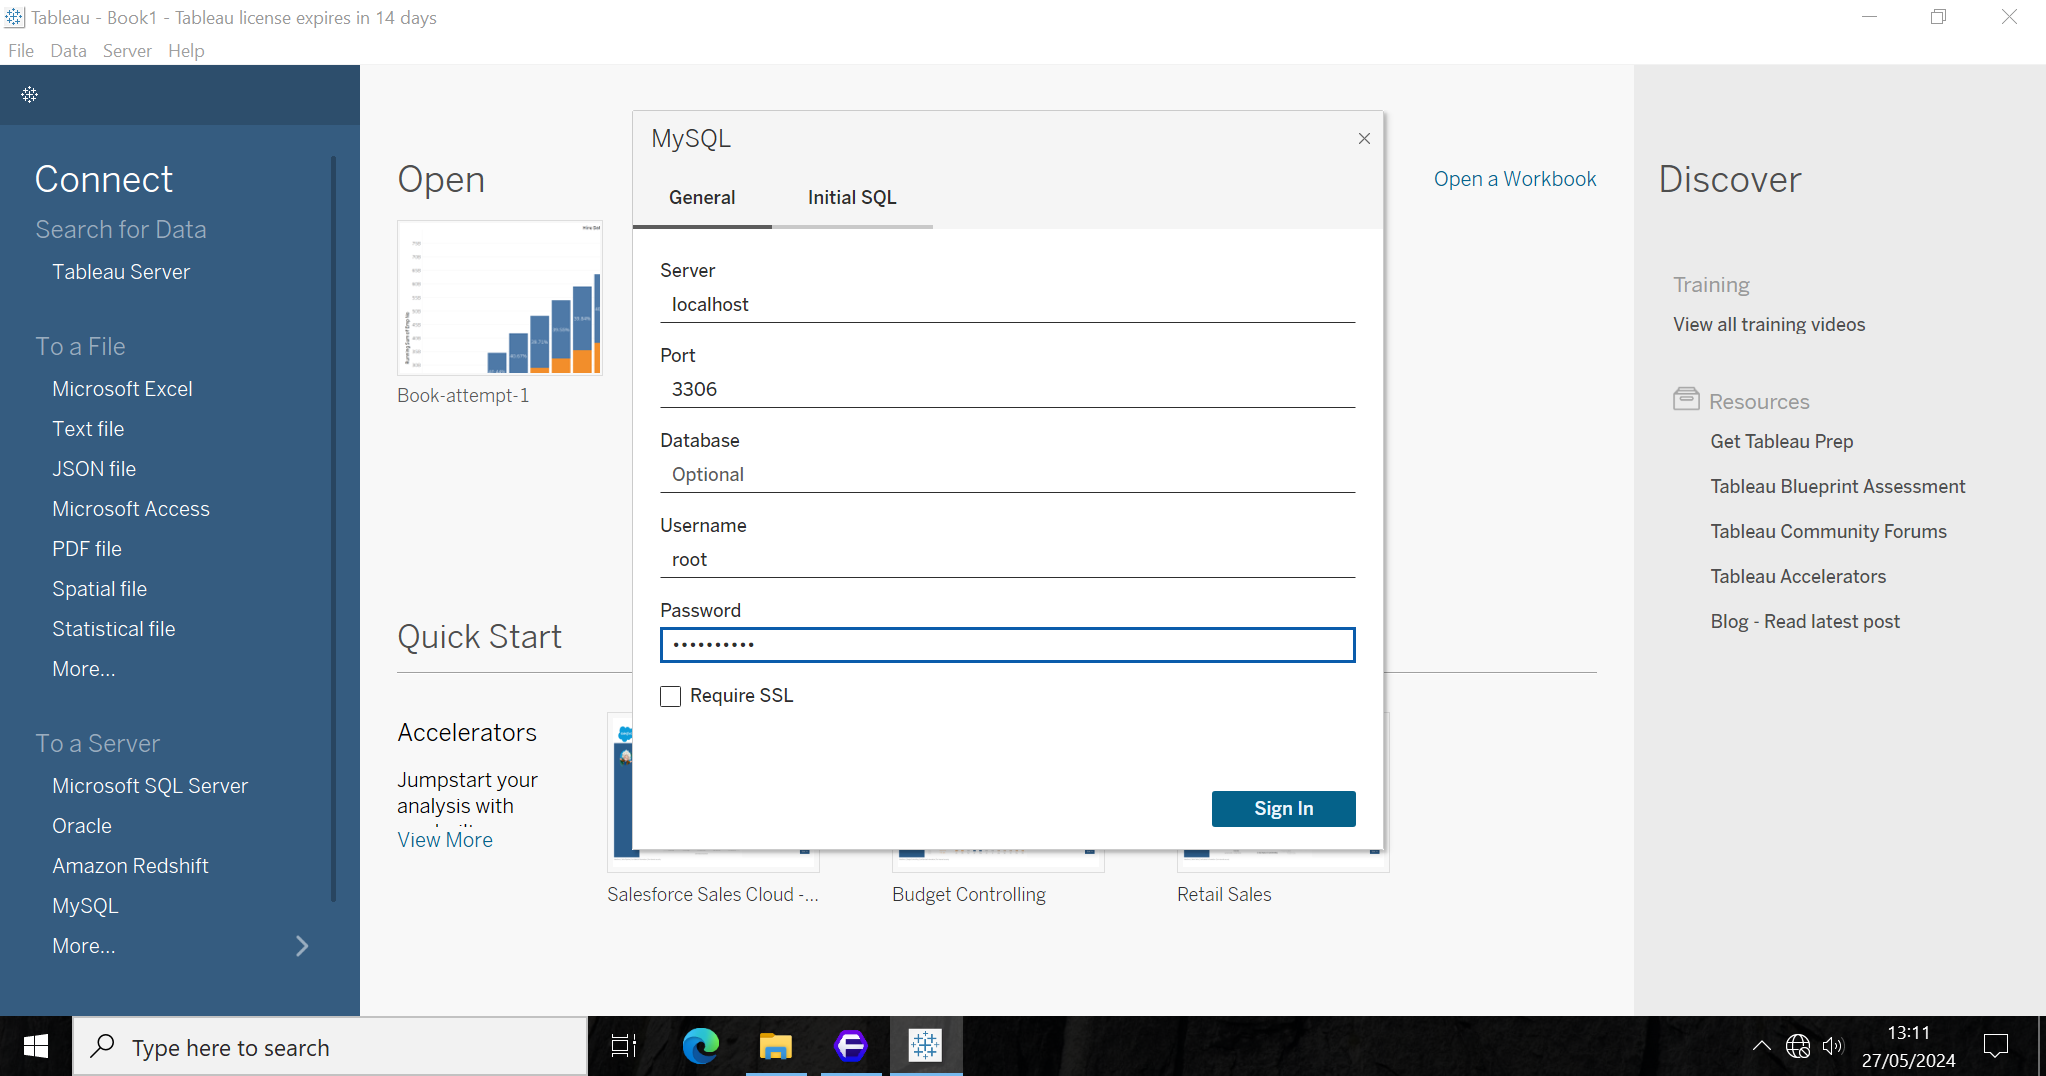 Tableau - Book1 - Tableau license expires in 14 days
File Data Server Help
Connect
Search for Data
Tableau Server
To a File
Microsoft Excel
Text file
JSON file
Microsoft Access
PDF file
Spatial file
Statistical file
More...
To a Server
Microsoft SQL Server
Oracle
Amazon Redshift
MySQL
More...
Open
Open a Workbook
Book-attempt-1
MySQL
General
Initial SQL
Server
localhost
Port
3306
Database
Optional
Username
root
Password
••••••••••
Require SSL
Sign In
Quick Start
Accelerators
Jumpstart your
analysis with
View More
Salesforce Sales Cloud -...
Budget Controlling
Retail Sales
Discover
Training
View all training videos
Resources
Get Tableau Prep
Tableau Blueprint Assessment
Tableau Community Forums
Tableau Accelerators
Blog - Read latest post
Type here to search
13:11
27/05/2024